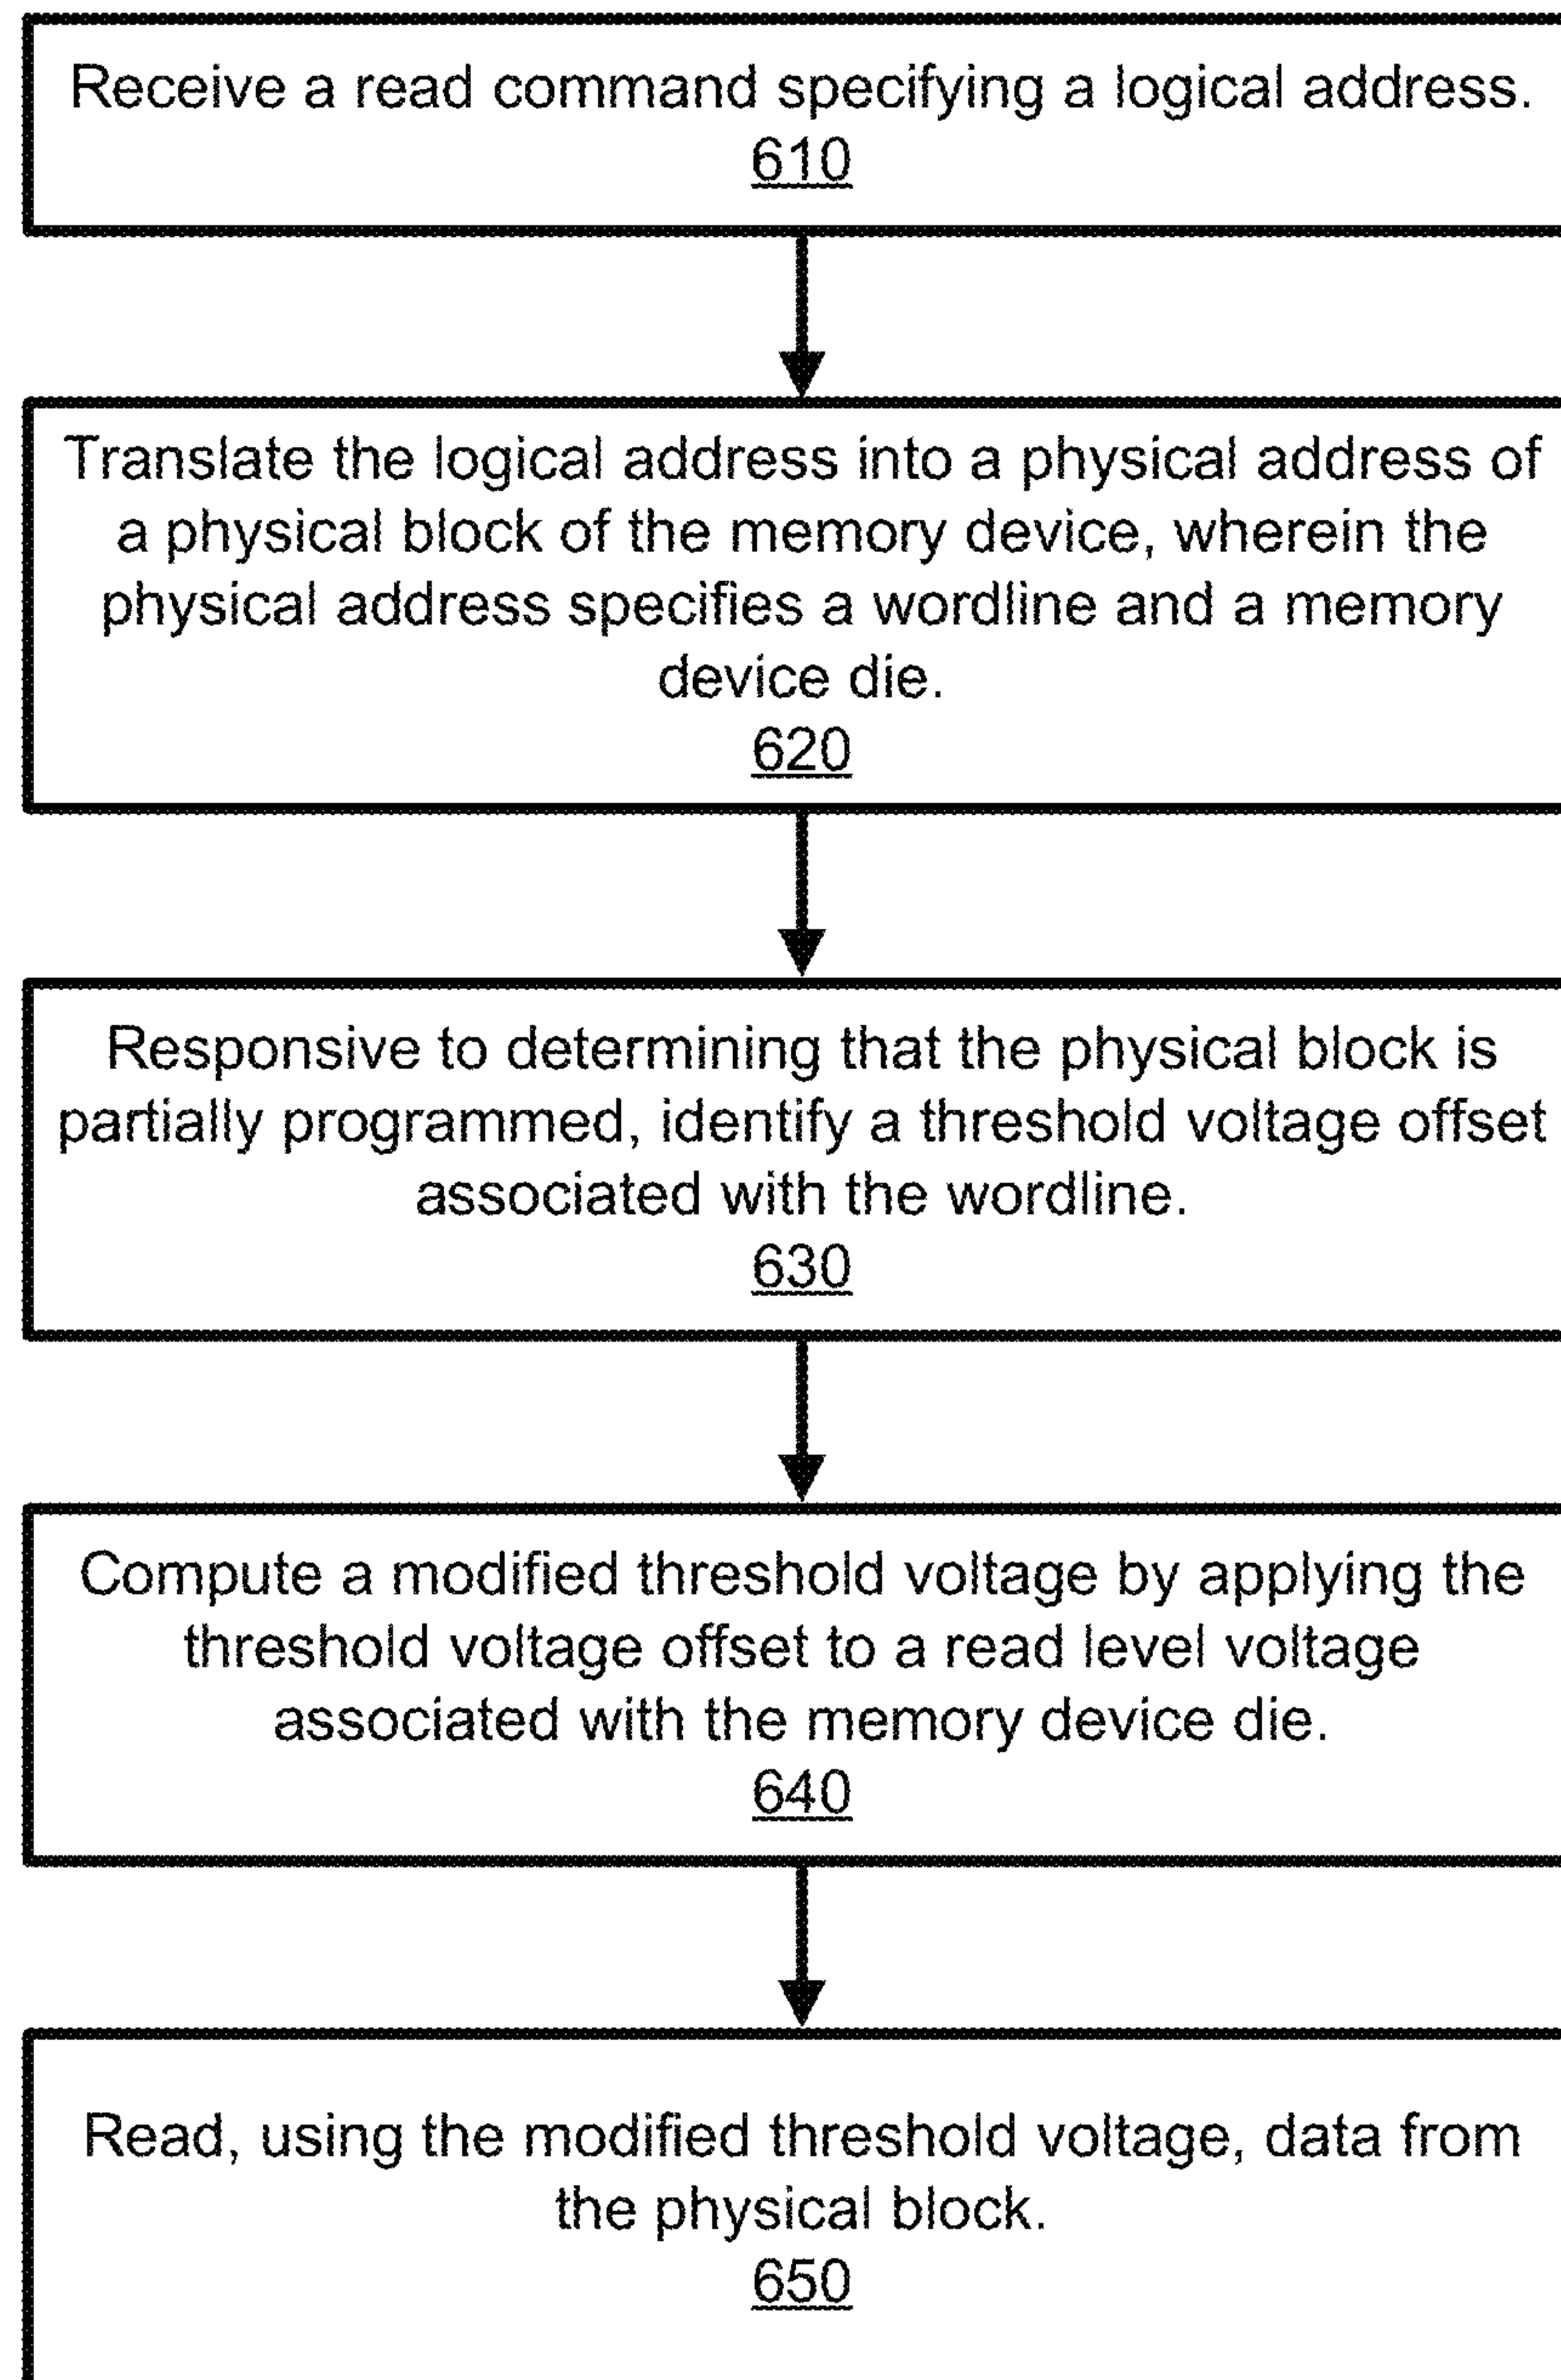 Receive a read command specifying a logical address.
610
Translate the logical address into a physical address of
a physical block of the memory device, wherein the
physical address specifies a wordline and a memory
device die.
620
Responsive to determining that the physical block is
partially programmed, identify a threshold voltage offset
associated with the wordline.
630
Compute a modified threshold voltage by applying the
threshold voltage offset to a read level voltage
associated with the memory device die.
640
Read, using the modified threshold voltage, data from
the physical block.
650